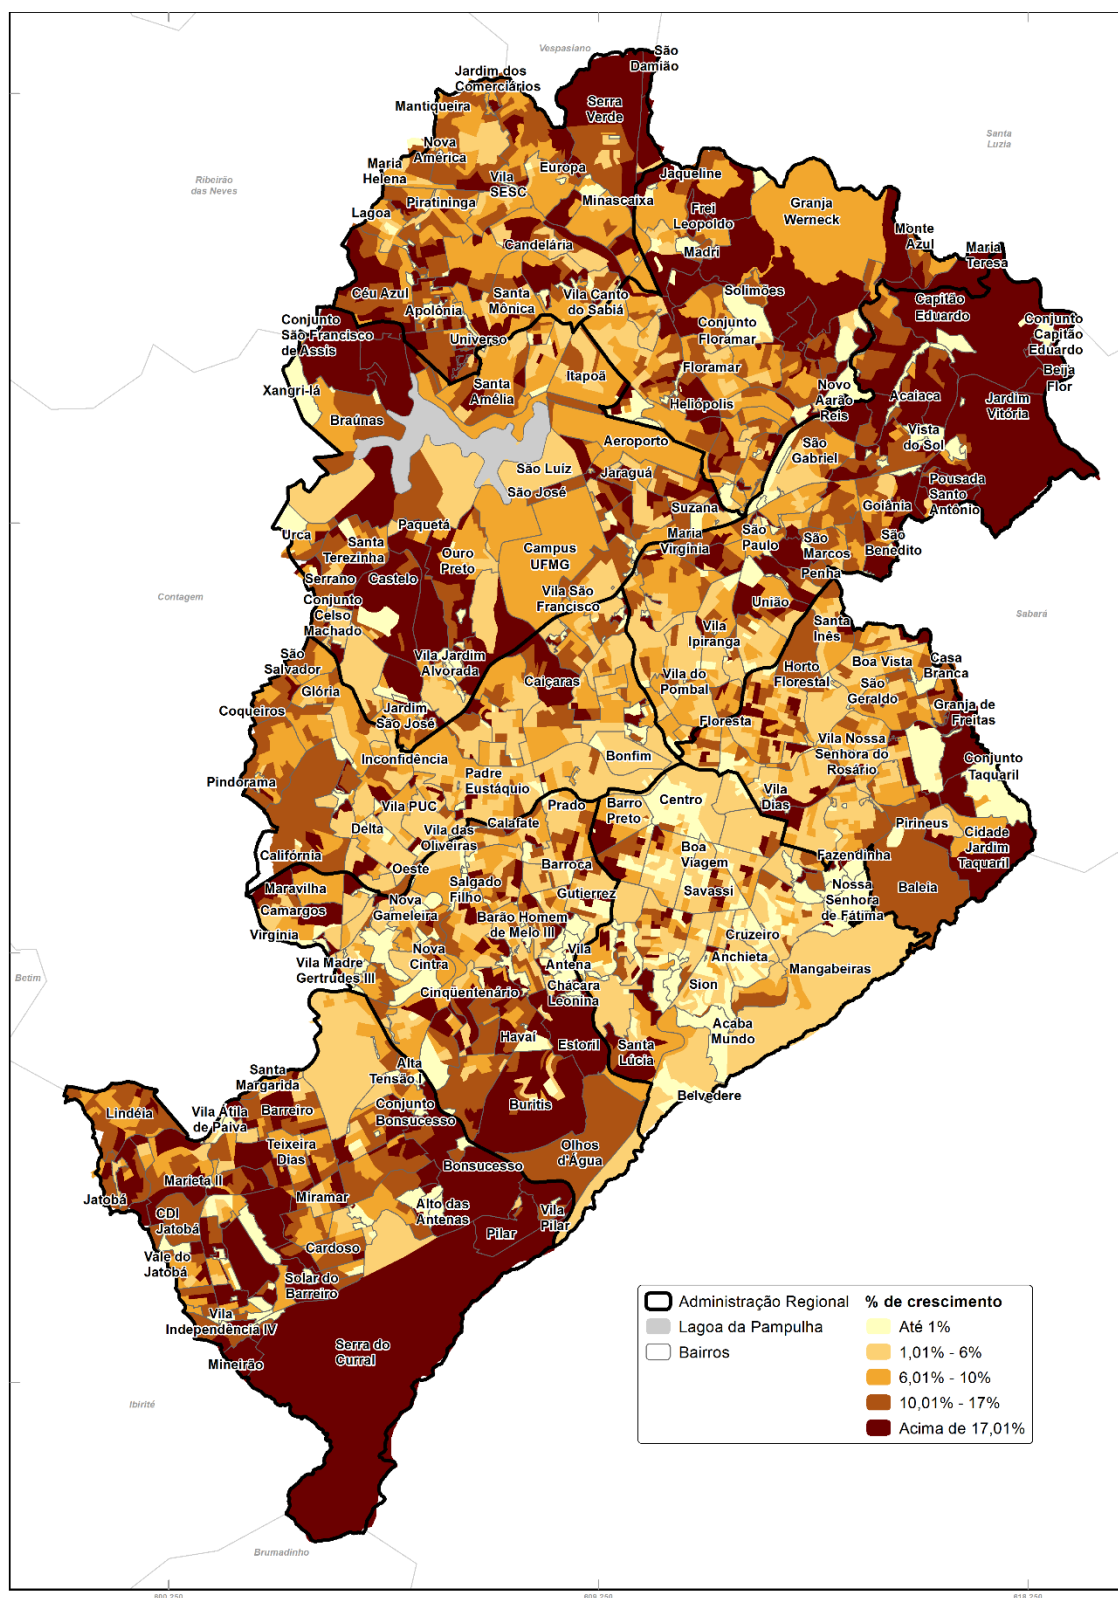 Vespasiano
São
Damião
Jardim dos
Comerciários
Mantiqueira
Serra
Verde
Santa
Luzia
Nova
América
Maria
Helena
Europa
Vila
SESC
Ribeirão
das Neves
Jaqueline
Piratininga
Minascaixa
Granja
Werneck
Lagoa
Frei
Leopoldo
Monte
Azul
Candelária
Madri
Maria
Teresa
Céu Azul
Santa
Mônica
Vila Canto
do Sabiá
Solimões
Capitão
Eduardo
Apolônia
Conjunto
São Francisco
de Assis
Conjunto
Floramar
Conjunto
Capitão
Eduardo
Universo
Floramar
Beija
Flor
Itapoã
Xangri-lá
Santa
Amélia
Novo
Aarão
Reis
Acaiaca
Jardim
Vitória
Heliópolis
Braúnas
Aeroporto
Vista
do Sol
São
Gabriel
São Luiz
Jaraguá
Pousada
Santo
Antônio
São José
Suzana
Goiânia
Paquetá
Urca
Santa
Terezinha
Maria
Virgínia
São
Paulo
São
Marcos
São
Benedito
Ouro
Preto
Campus
UFMG
Serrano
Castelo
Penha
Contagem
Conjunto
Celso
Machado
Vila São
Francisco
União
Sabará
Vila
Ipiranga
Santa
Inês
São
Salvador
Vila Jardim
Alvorada
Boa Vista
Casa
Branca
Glória
Caiçaras
Vila do
Pombal
Horto
Florestal
São
Geraldo
Coqueiros
Jardim
São José
Floresta
Granja de
Freitas
Inconfidência
Bonfim
Vila Nossa
Senhora do
Rosário
Conjunto
Taquaril
Pindorama
Padre
Eustáquio
Vila
Dias
Vila PUC
Prado
Barro
Preto
Centro
Delta
Vila das
Oliveiras
Calafate
Pirineus
Cidade
Jardim
Taquaril
Califórnia
Boa
Viagem
Fazendinha
Oeste
Barroca
Maravilha
Salgado
Filho
Gutierrez
Savassi
Nossa
Senhora
de Fátima
Baleia
Camargos
Nova
Gameleira
Barão Homem
de Melo III
Virgínia
Cruzeiro
Nova
Cintra
Vila
Antena
Anchieta
Vila Madre
Gertrudes III
Mangabeiras
Betim
Cinqüentenário
Chácara
Leonina
Sion
Acaba
Mundo
Havaí
Estoril
Santa
Lúcia
Alta
Tensão I
Santa
Margarida
Belvedere
Lindéia
Vila Átila
de Paiva
Barreiro
Conjunto
Bonsucesso
Buritis
Teixeira
Dias
Olhos
d'Água
Marieta II
Bonsucesso
Jatobá
Miramar
CDI
Jatobá
Alto das
Antenas
Vila
Pilar
Pilar
Vale do
Jatobá
Cardoso
Solar do
Barreiro
Vila
Independência IV
Serra do
Curral
Mineirão
Ibirité
Brumadinho
Administração Regional
Lagoa da Pampulha
Bairros
% de crescimento
Até 1%
1,01% - 6%
6,01% - 10%
10,01% - 17%
Acima de 17,01%
600.250
609.250
618.250